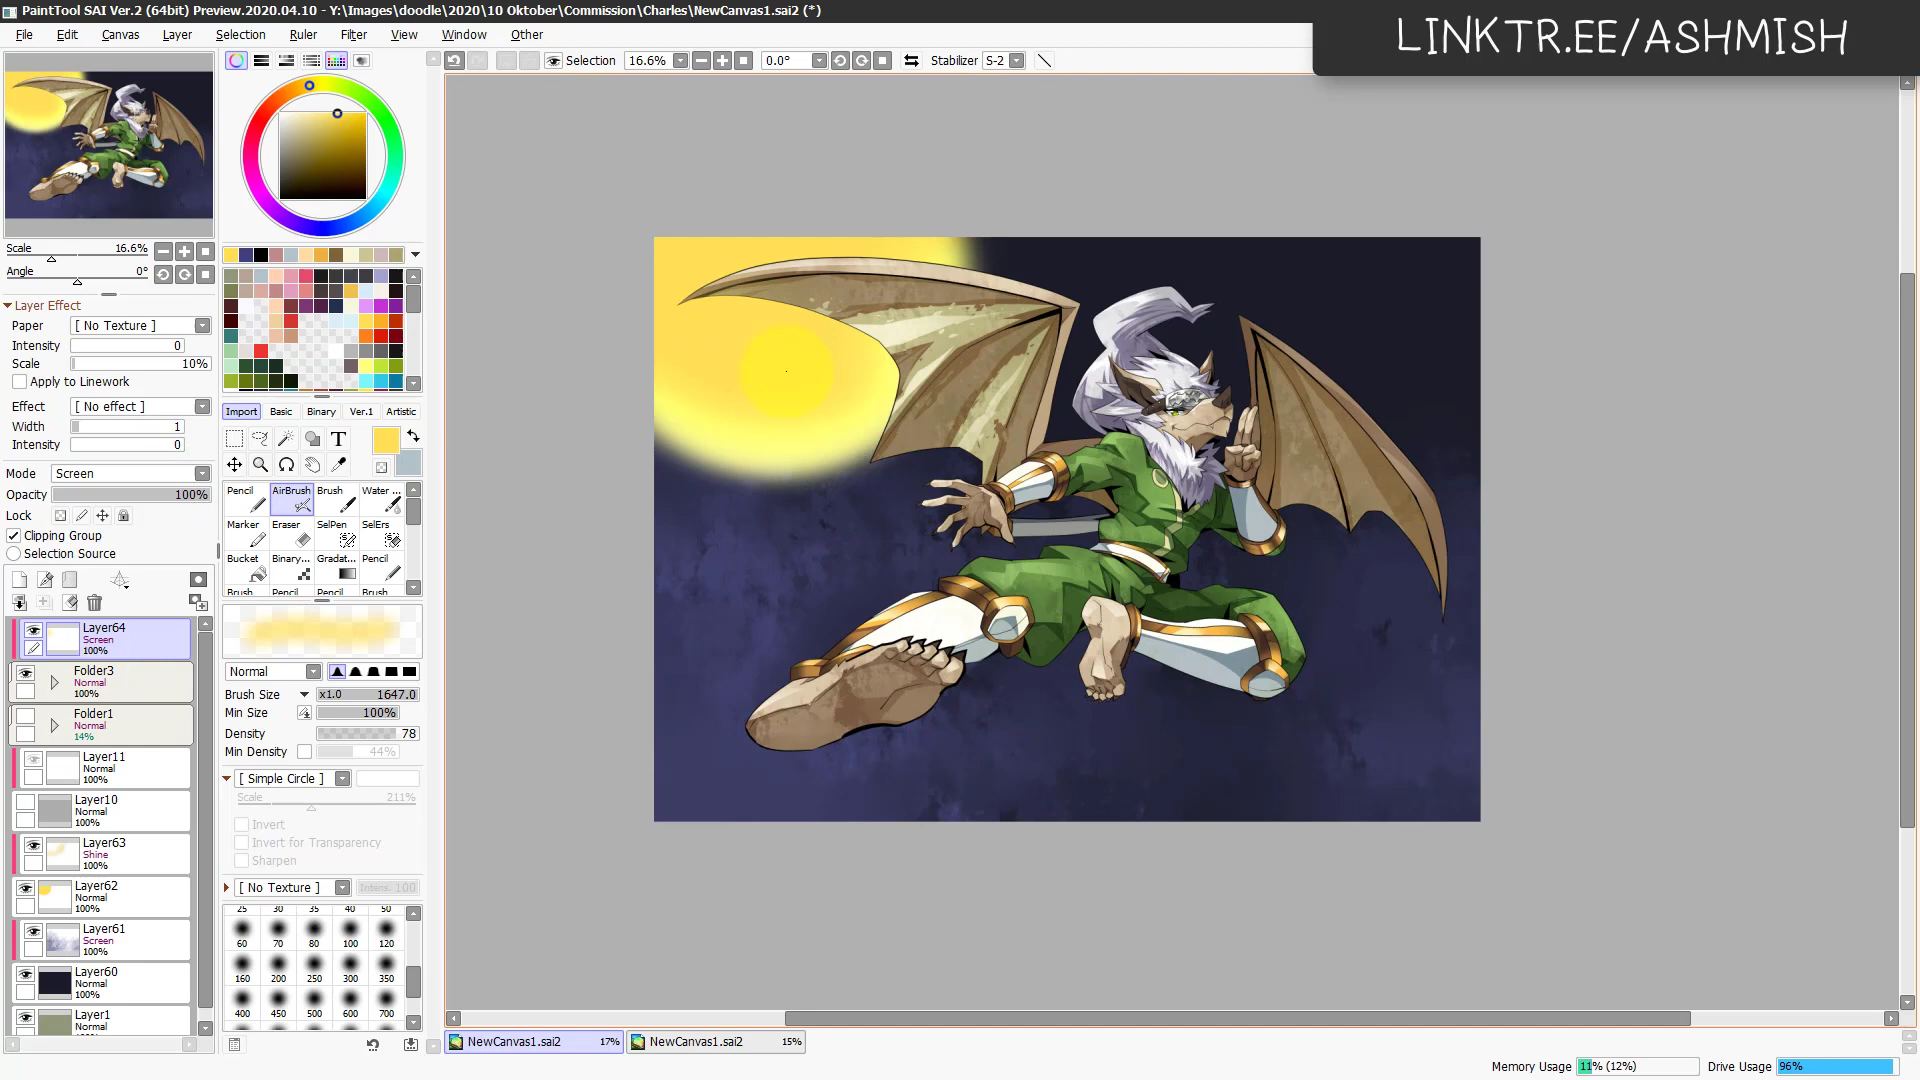 PaintTool SAI Ver.2 (64bit) Preview.2020.04.10 - Y:\Images\doodle\2020\10 Oktober\Commission\Charles\NewCanvas1.sai2 (*)
LINKTR.EE/ASHMISH
File Edit Canvas Layer Selection Ruler Filter View Window Other
Selection 16.6% 0.0° Stabilizer S-2
Scale 16.6%
Angle 0°
Layer Effect
Paper [ No Texture ]
Intensity 0
Scale 10%
Apply to Linework
Effect [ No effect ]
Width 1
Intensity 0
Mode Screen
Opacity 100%
Lock
Clipping Group
Selection Source
Layer64
Screen
100%
Folder3
Normal
100%
Folder1
Normal
14%
Layer11
Normal
100%
Layer10
Normal
100%
Layer63
Shine
100%
Layer62
Normal
100%
Layer61
Screen
100%
Layer60
Normal
100%
Layer1
Normal
Import Basic Binary Ver.1 Artistic
T
Pencil AirBrush Brush Water ...
Marker Eraser SelPen SelErs
Bucket Binary... Gradat... Pencil
Brush Pencil Pencil Brush
Normal
Brush Size x1.0 1647.0
Min Size 100%
Density 78
Min Density 44%
[ Simple Circle ]
Scale 211%
Invert
Invert for Transparency
Sharpen
[ No Texture ] Intens. 100
25 30 35 40 50
60 70 80 100 120
160 200 250 300 350
400 450 500 600 700
NewCanvas1.sai2 17% NewCanvas1.sai2 15%
Memory Usage 11% (12%) Drive Usage 96%